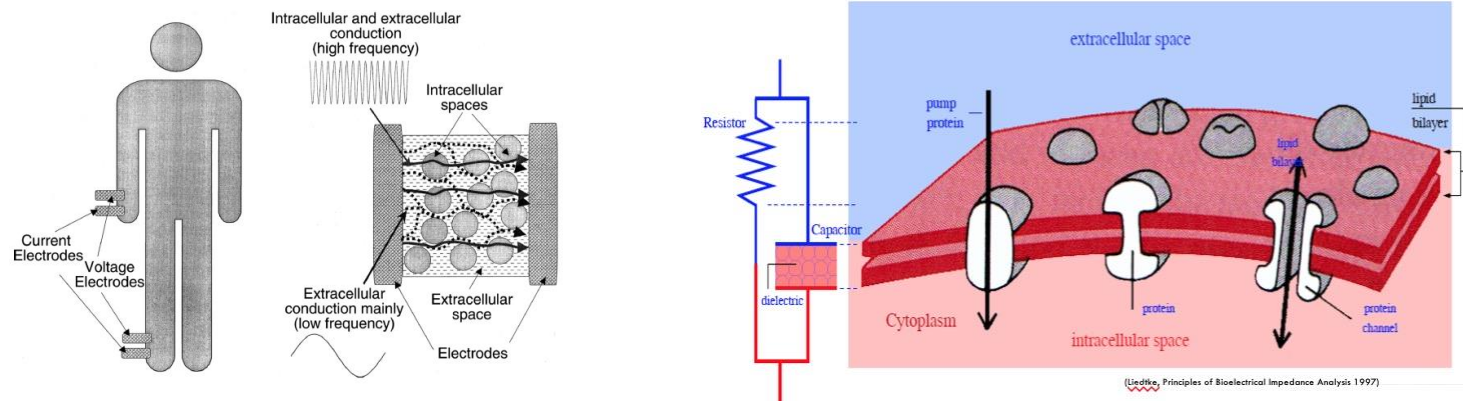 Intracellular and extracellular
conduction
(high frequency)
Intracellular
spaces
Current
Electrodes
Voltage
Electrodes
Extracellular
conduction mainly
(low frequency)
Extracellular
space
Electrodes
extracellular space
pump
protein
lipid
bilayer
Resistor
lipid
bilayer
Capacitor
dielectric
Cytoplasm
protein
protein
channel
intracellular space
(Liedtke, Principles of Bioelectrical Impedance Analysis 1997)